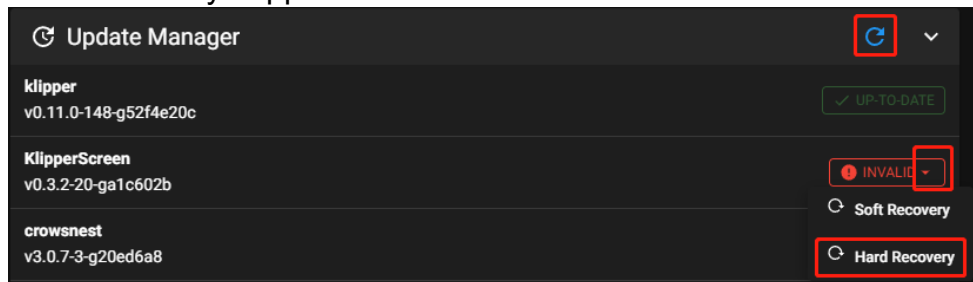 Update Manager
klipper
v0.11.0-148-g52f4e20c
UP-TO-DATE
KlipperScreen
v0.3.2-20-ga1c602b
INVALID
Soft Recovery
crowsnest
v3.0.7-3-g20ed6a8
Hard Recovery